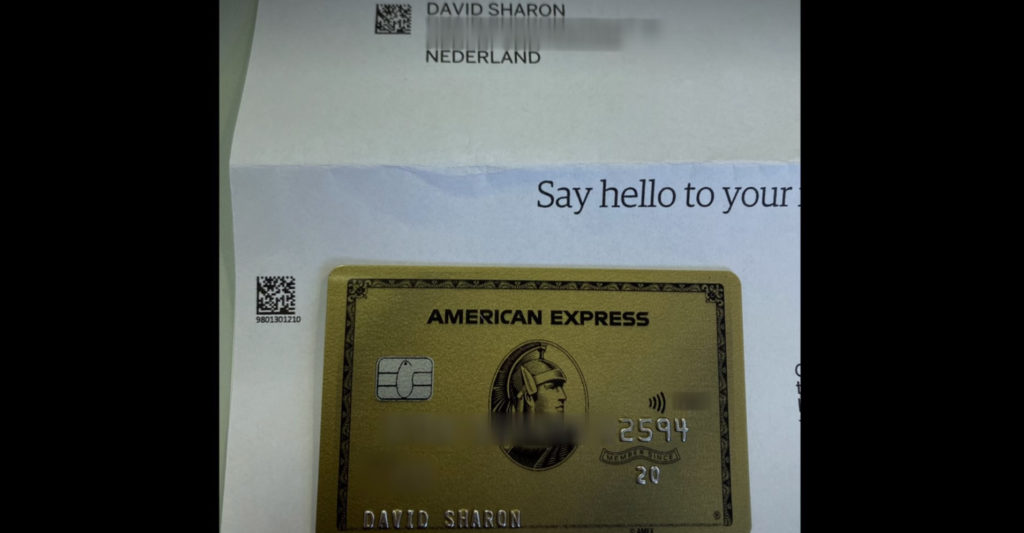 DAVID SHARON
NEDERLAND
Say hello to your
9801301210
AMERICAN EXPRESS
2594
MEMBER SINCE
20
DAVID SHARON